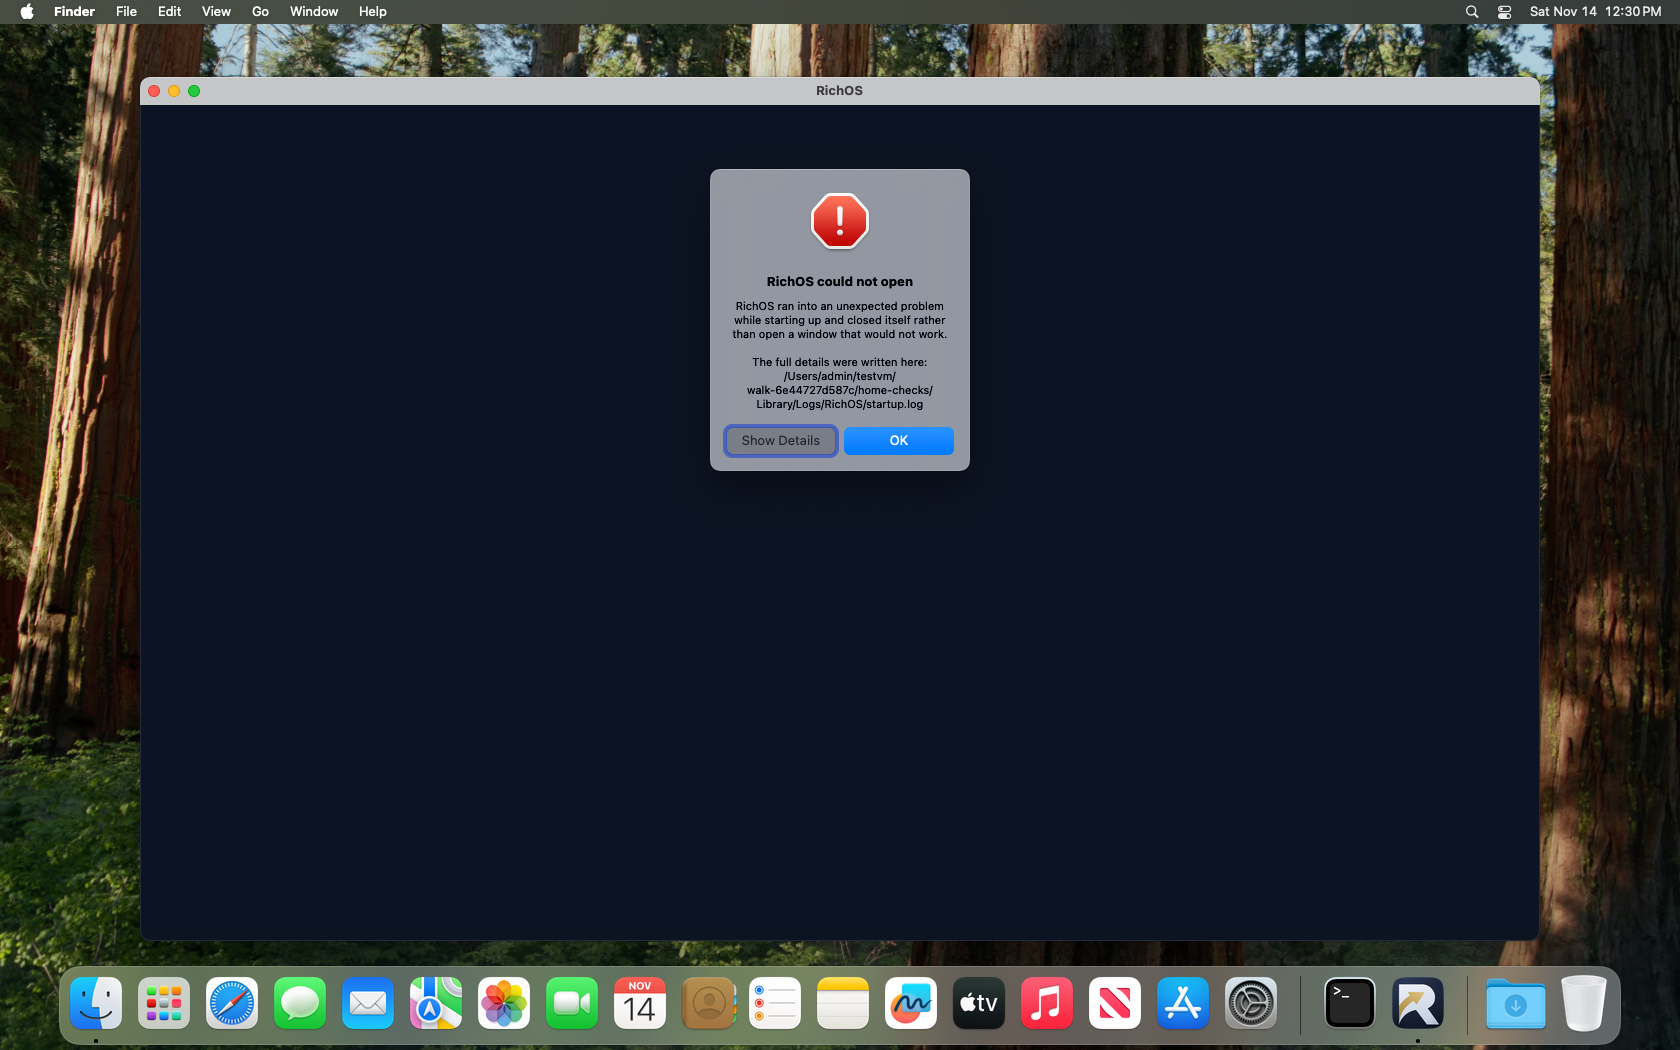 Finder File Edit View Go Window Help Sat Nov 14 12:30 PM
RichOS
!
RichOS could not open
RichOS ran into an unexpected problem
while starting up and closed itself rather
than open a window that would not work.
The full details were written here:
/Users/admin/testvm/
walk-6e44727d587c/home-checks/
Library/Logs/RichOS/startup.log
Show Details OK
NOV
14
tv
>_